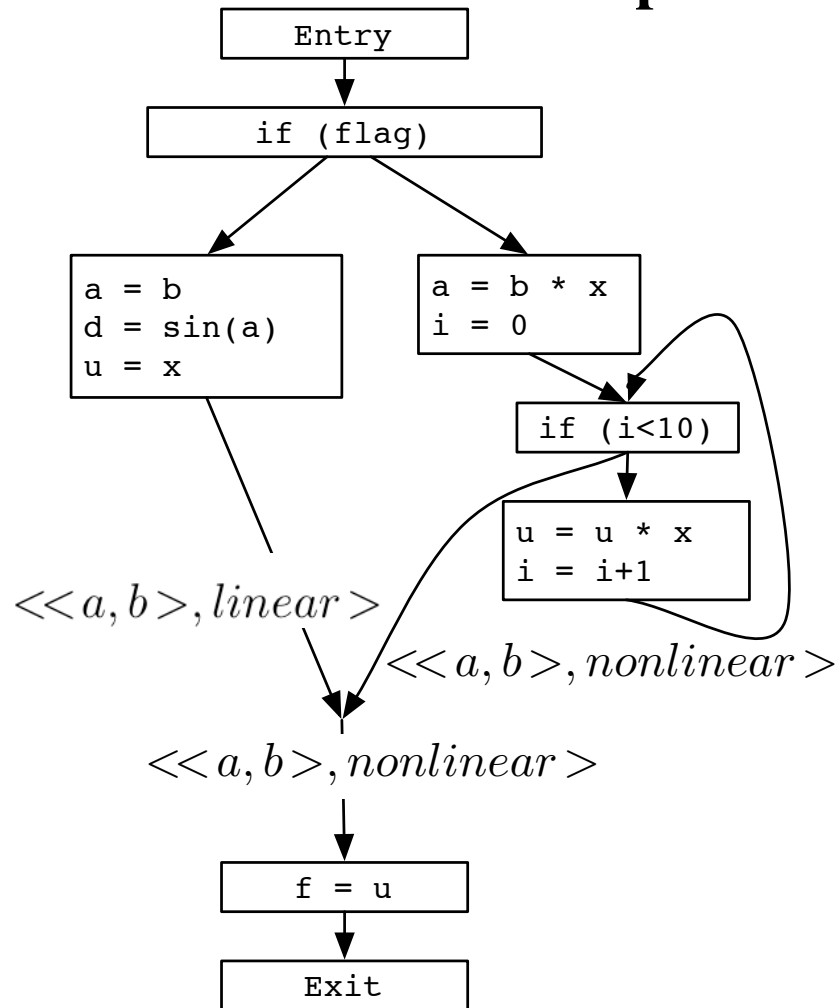 Entry
if (flag)
a = b
d = sin(a)
u = x
a = b * x
i = 0
if (i<10)
u = u * x
i = i+1
<<a, b>, linear>
<<a, b>, nonlinear>
<<a, b>, nonlinear>
f = u
Exit